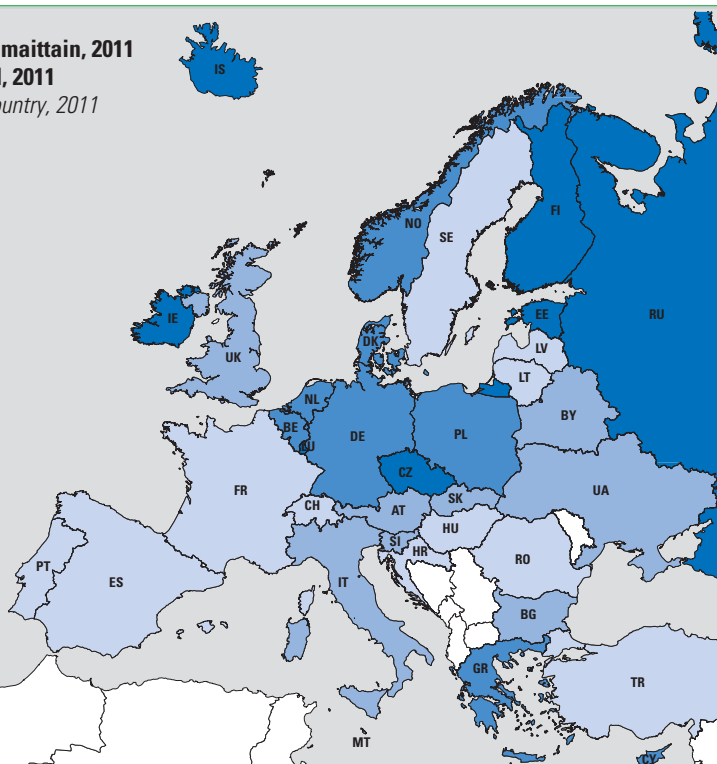 maittain, 2011
, 2011
ountry, 2011
IS
NO
SE
FI
RU
EE
IE
UK
DK
LV
LT
NL
BY
BE
DE
PL
LU
CZ
UA
FR
SK
CH
AT
HU
SI
HR
RO
PT
ES
IT
BG
GR
TR
MT
CY